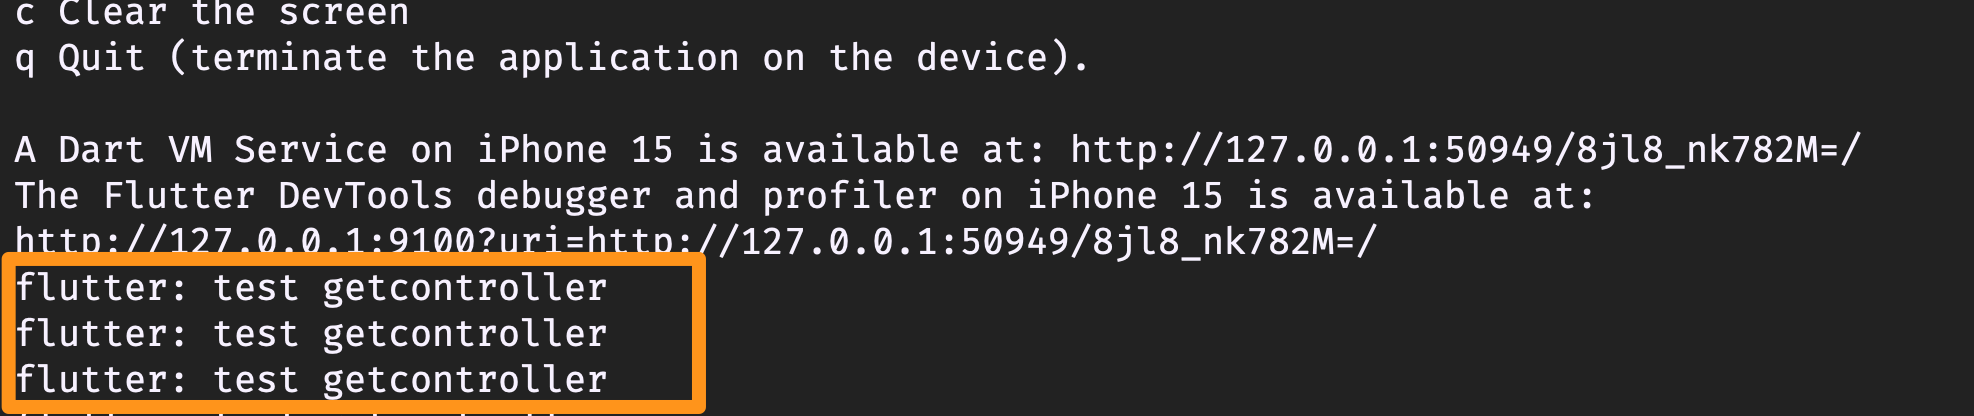 c Clear the screen
q Quit (terminate the application on the device).
A Dart VM Service on iPhone 15 is available at: http://127.0.0.1:50949/8jl8_nk782M=/
The Flutter DevTools debugger and profiler on iPhone 15 is available at:
http://127.0.0.1:9100?uri=http://127.0.0.1:50949/8jl8_nk782M=/
flutter: test getcontroller
flutter: test getcontroller
flutter: test getcontroller